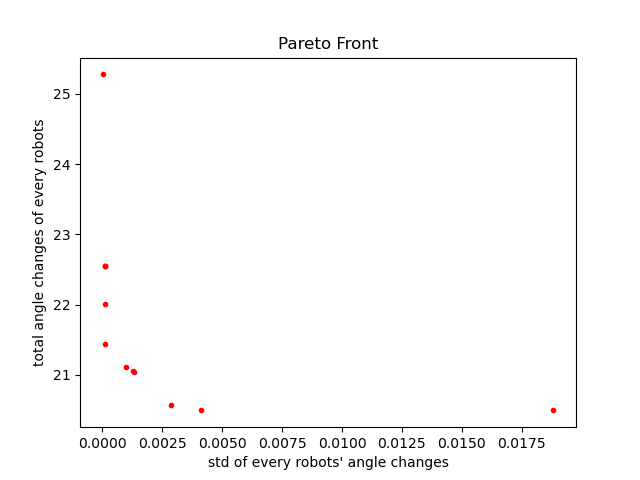 Pareto Front
25
24
23
22
21
total angle changes of every robots
0.0000 0.0025 0.0050 0.0075 0.0100 0.0125 0.0150 0.0175
std of every robots' angle changes